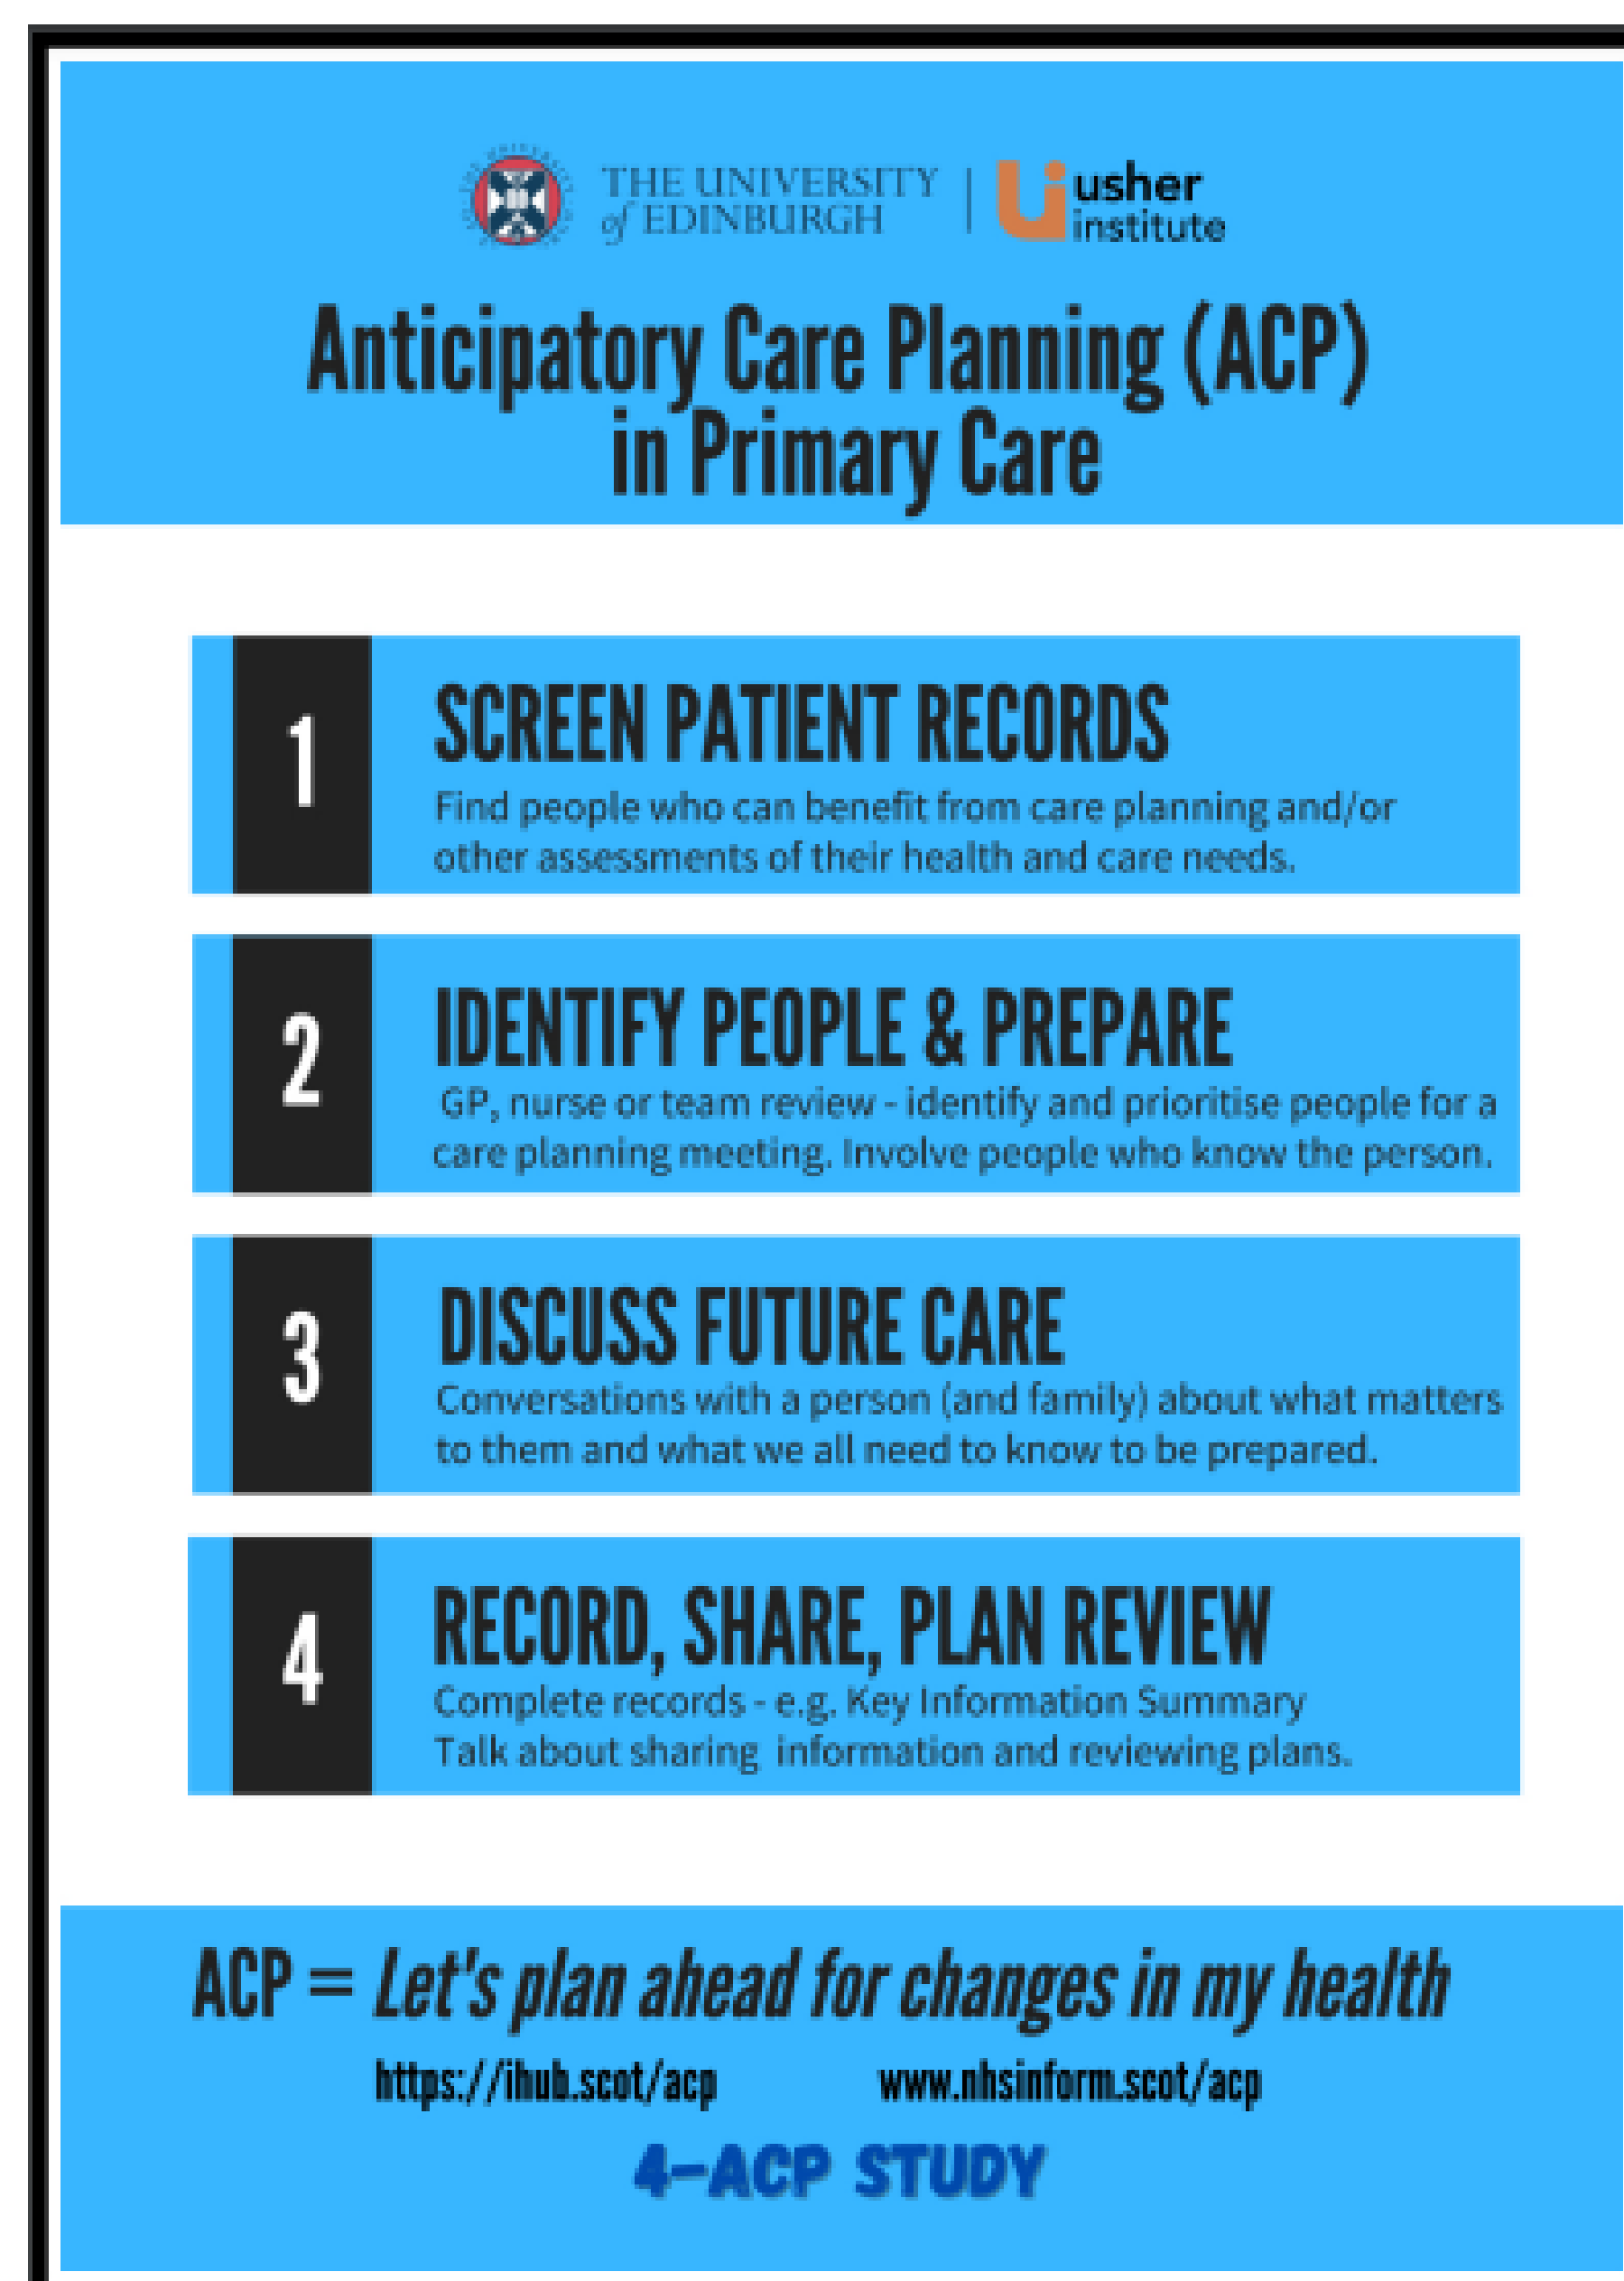 THE UNIVERSITY
of EDINBURGH
usher
institute
Anticipatory Care Planning (ACP)
in Primary Care
1
SCREEN PATIENT RECORDS
Find people who can benefit from care planning and/or
other assessments of their health and care needs.
2
IDENTIFY PEOPLE & PREPARE
GP, nurse or team review - identify and prioritise people for a
care planning meeting. Involve people who know the person.
3
DISCUSS FUTURE CARE
Conversations with a person (and family) about what matters
to them and what we all need to know to be prepared.
4
RECORD, SHARE, PLAN REVIEW
Complete records - e.g. Key Information Summary
Talk about sharing information and reviewing plans.
ACP = Let's plan ahead for changes in my health
https://ihub.scot/acp www.nhsinform.scot/acp
4-ACP STUDY